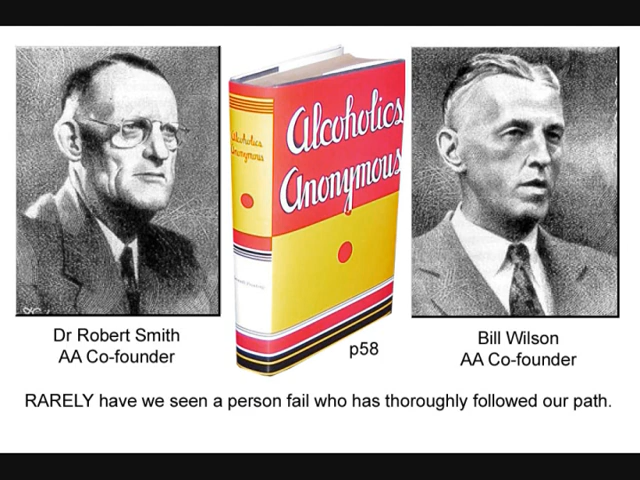 Alcoholics
Anonymous
Alcoholics
Anonymous
p58
Dr Robert Smith
AA Co-founder
Bill Wilson
AA Co-founder
RARELY have we seen a person fail who has thoroughly followed our path.